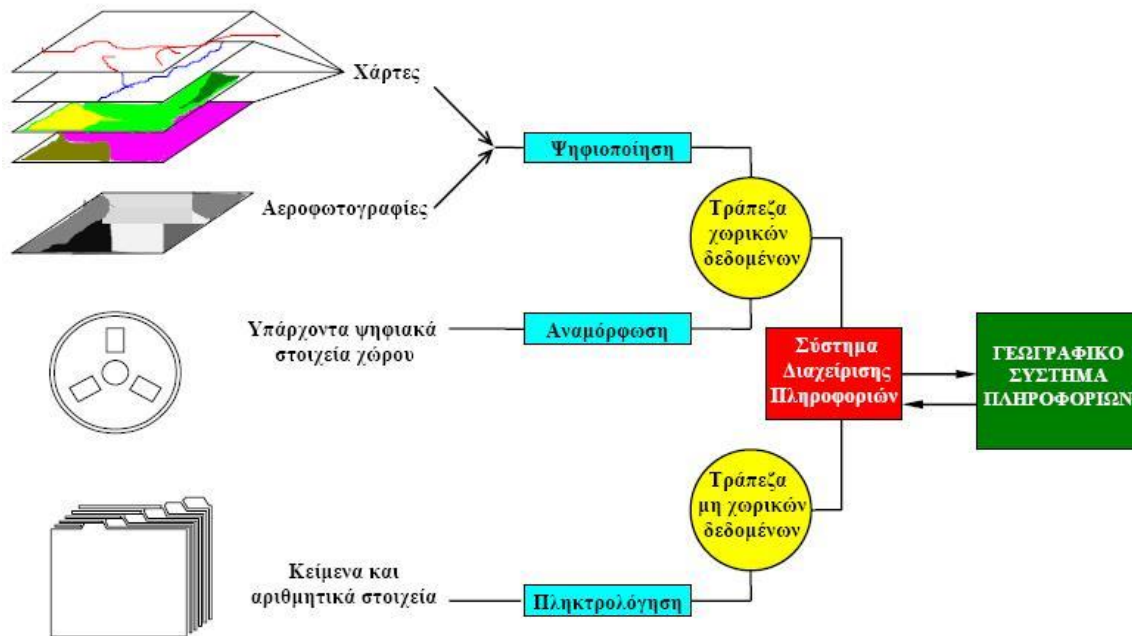 Χάρτες
Ψηφιοποίηση
Αεροφωτογραφίες
Τράπεζα
χωρικών
δεδομένων
Υπάρχοντα ψηφιακά
στοιχεία χώρου
Αναμόρφωση
Σύστημα
Διαχείρισης
Πληροφοριών
ΓΕΩΓΡΑΦΙΚΟ
ΣΥΣΤΗΜΑ
ΠΛΗΡΟΦΟΡΙΩΝ
Τράπεζα
μη χωρικών
δεδομένων
Κείμενα και
αριθμητικά στοιχεία
Πληκτρολόγηση